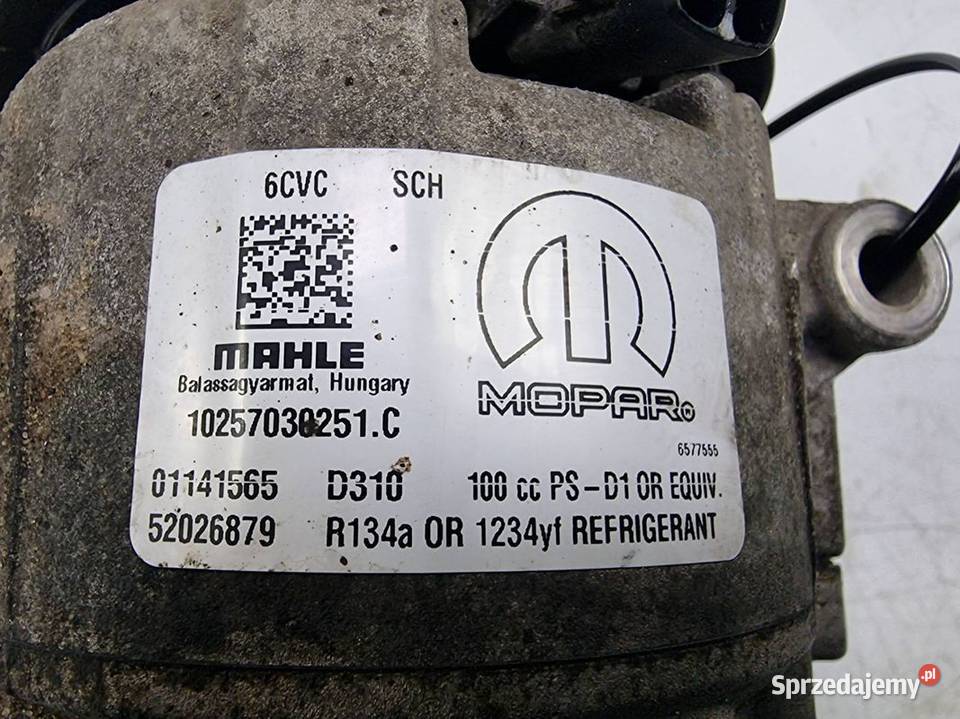 6CVC SCH
MAHLE
Balassagyarmat, Hungary
10257030251.C
MOPAR
6577555
01141565 D310 100 cc PS-D1 OR EQUIV.
52026879 R134a OR 1234yf REFRIGERANT
Sprzedajemy.pl